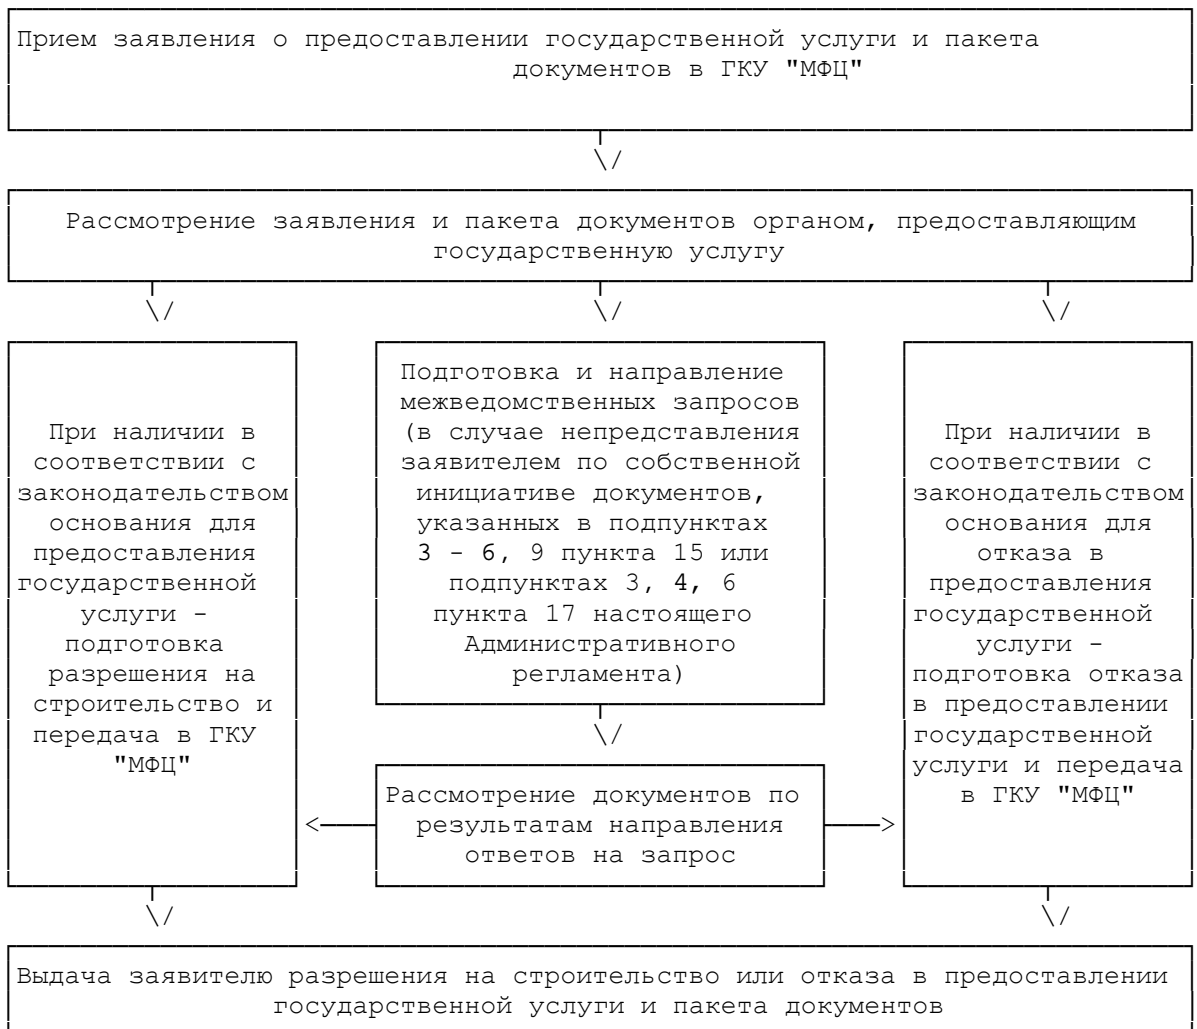 Прием заявления о предоставлении государственной услуги и пакета
документов в ГКУ "МФЦ"
\/
Рассмотрение заявления и пакета документов органом, предоставляющим
государственную услугу
\/ \/ \/
При наличии в
соответствии с
законодательством
основания для
предоставления
государственной
услуги -
подготовка
разрешения на
строительство и
передача в ГКУ
"МФЦ"
Подготовка и направление
межведомственных запросов
(в случае непредставления
заявителем по собственной
инициативе документов,
указанных в подпунктах
3 - 6, 9 пункта 15 или
подпунктах 3, 4, 6
пункта 17 настоящего
Административного
регламента)
\/
Рассмотрение документов по
результатам направления
ответов на запрос
< >
При наличии в
соответствии с
законодательством
основания для
отказа в
предоставления
государственной
услуги -
подготовка отказа
в предоставлении
государственной
услуги и передача
в ГКУ "МФЦ"
\/ \/
Выдача заявителю разрешения на строительство или отказа в предоставлении
государственной услуги и пакета документов